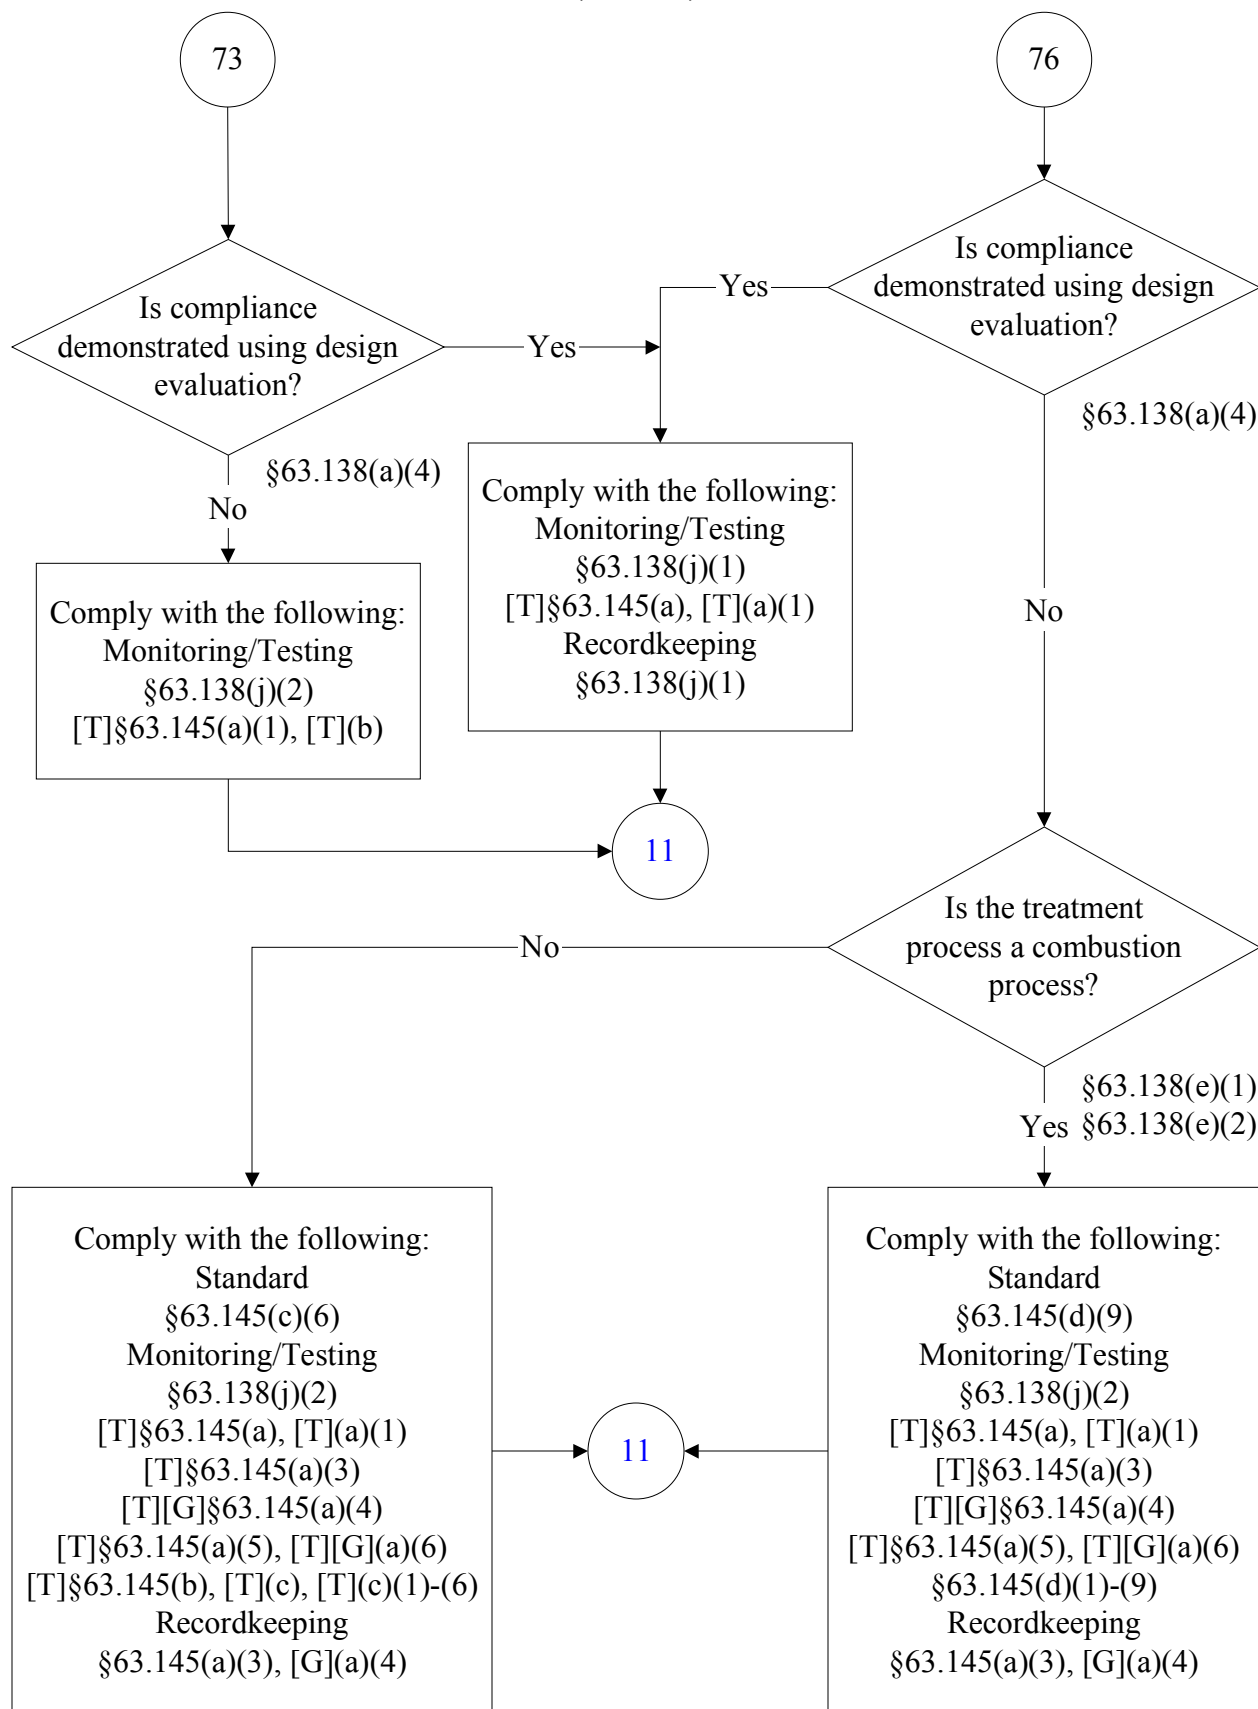 73
76
Is compliance
demonstrated using design
evaluation?
Yes
Yes
Is compliance
demonstrated using design
evaluation?
§63.138(a)(4)
No
§63.138(a)(4)
Comply with the following:
Monitoring/Testing
§63.138(j)(1)
[T]§63.145(a), [T](a)(1)
Recordkeeping
§63.138(j)(1)
Comply with the following:
Monitoring/Testing
§63.138(j)(2)
[T]§63.145(a)(1), [T](b)
No
11
Is the treatment
process a combustion
process?
No
§63.138(e)(1)
Yes §63.138(e)(2)
Comply with the following:
Standard
§63.145(c)(6)
Monitoring/Testing
§63.138(j)(2)
[T]§63.145(a), [T](a)(1)
[T]§63.145(a)(3)
[T][G]§63.145(a)(4)
[T]§63.145(a)(5), [T][G](a)(6)
[T]§63.145(b), [T](c), [T](c)(1)-(6)
Recordkeeping
§63.145(a)(3), [G](a)(4)
11
Comply with the following:
Standard
§63.145(d)(9)
Monitoring/Testing
§63.138(j)(2)
[T]§63.145(a), [T](a)(1)
[T]§63.145(a)(3)
[T][G]§63.145(a)(4)
[T]§63.145(a)(5), [T][G](a)(6)
§63.145(d)(1)-(9)
Recordkeeping
§63.145(a)(3), [G](a)(4)